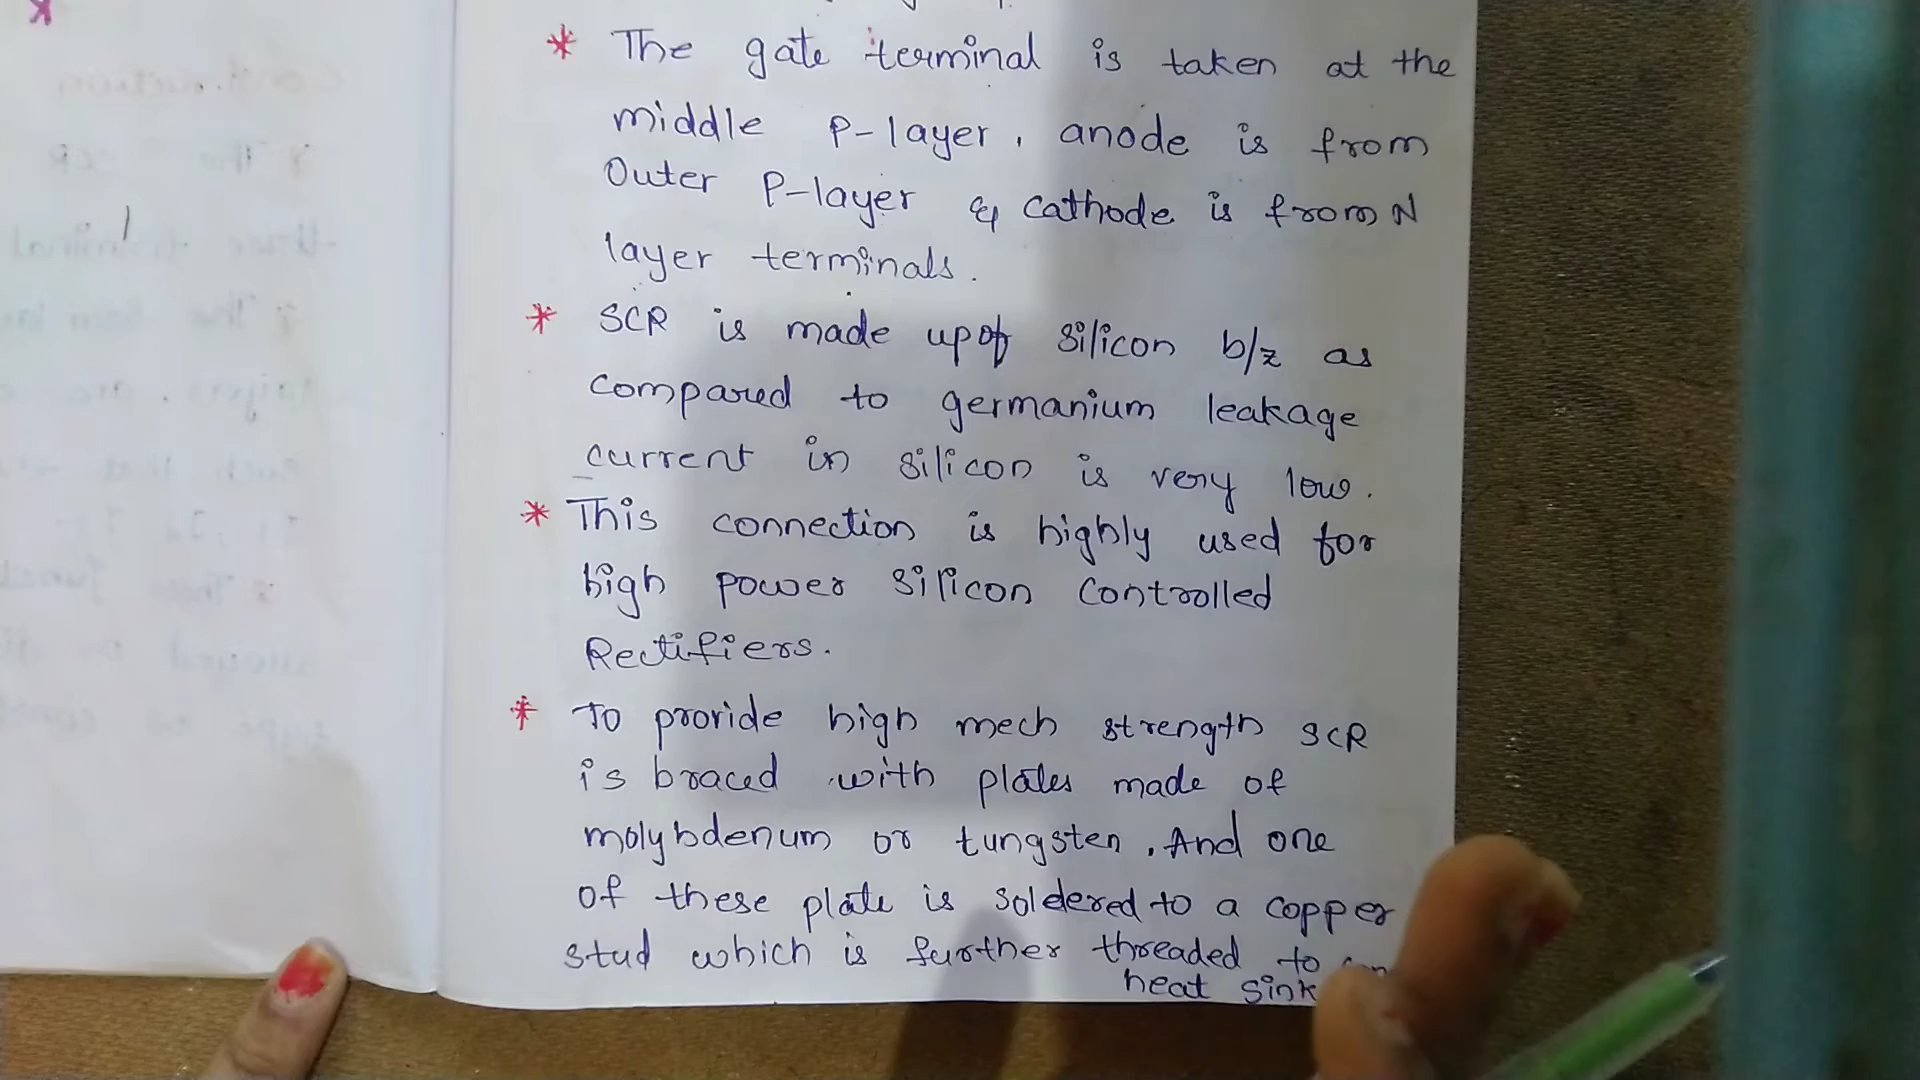 * The gate terminal is taken at the
middle P-layer, anode is from
Outer P-layer & cathode is from N
layer terminals.
* SCR is made up of silicon b/z as
compared to germanium leakage
current in silicon is very low.
* This connection is highly used for
high power silicon controlled
Rectifiers.
* To provide high mech strength SCR
is braced with plates made of
molybdenum or tungsten. And one
of these plate is soldered to a copper
stud which is further threaded to
heat sink